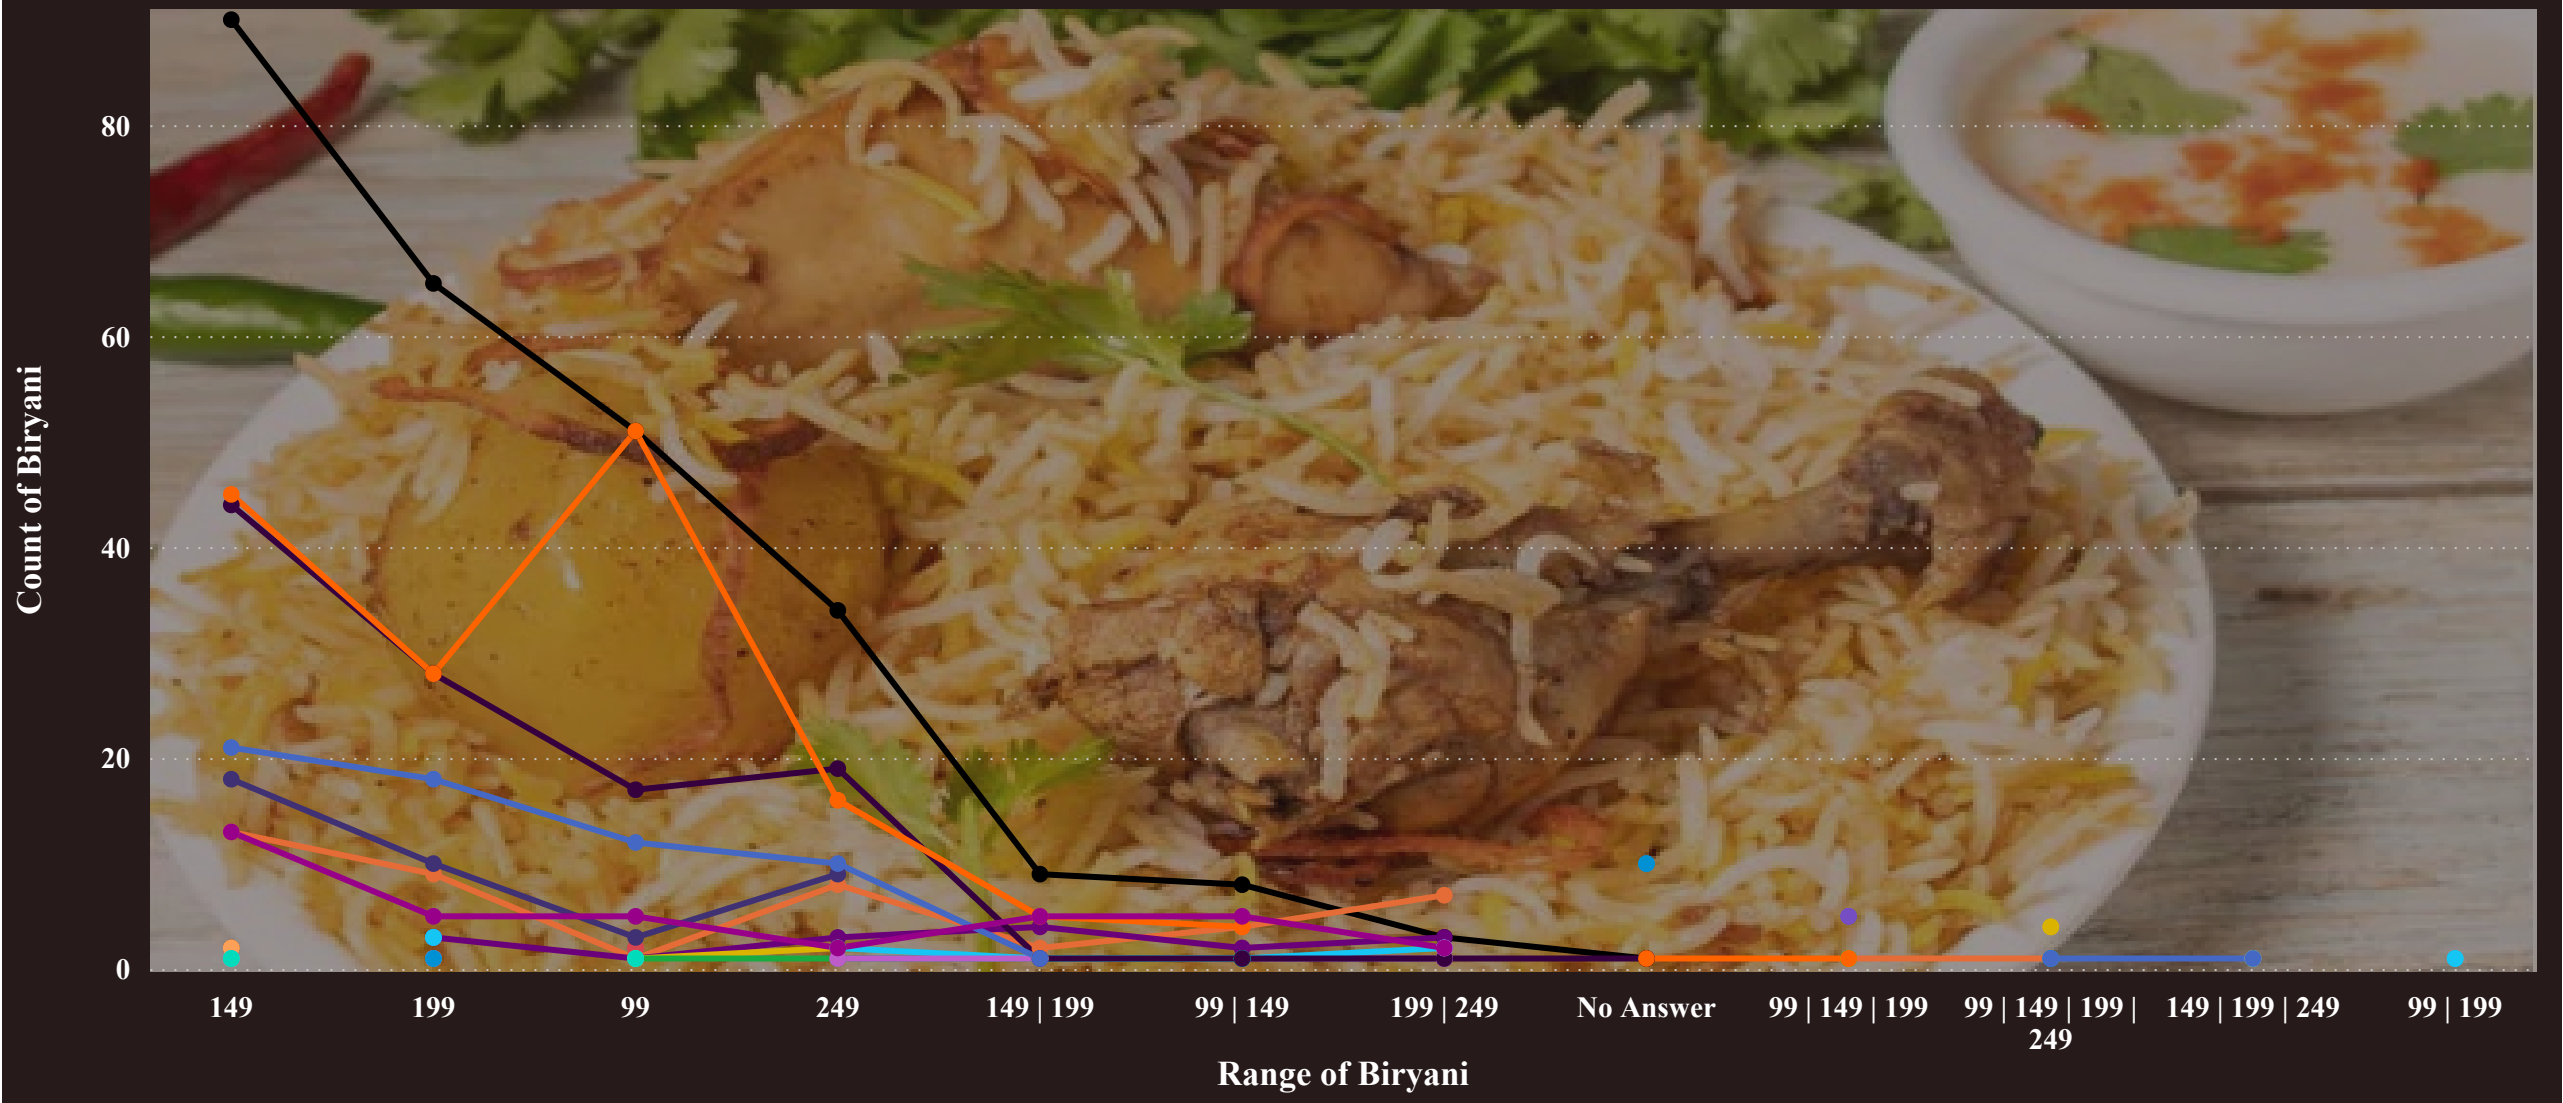 Count of Biryani
80
60
40
20
0
149
199
99
249
149 | 199
99 | 149
199 | 249
No Answer
99 | 149 | 199
99 | 149 | 199 |
249
149 | 199 | 249
99 | 199
Range of Biryani